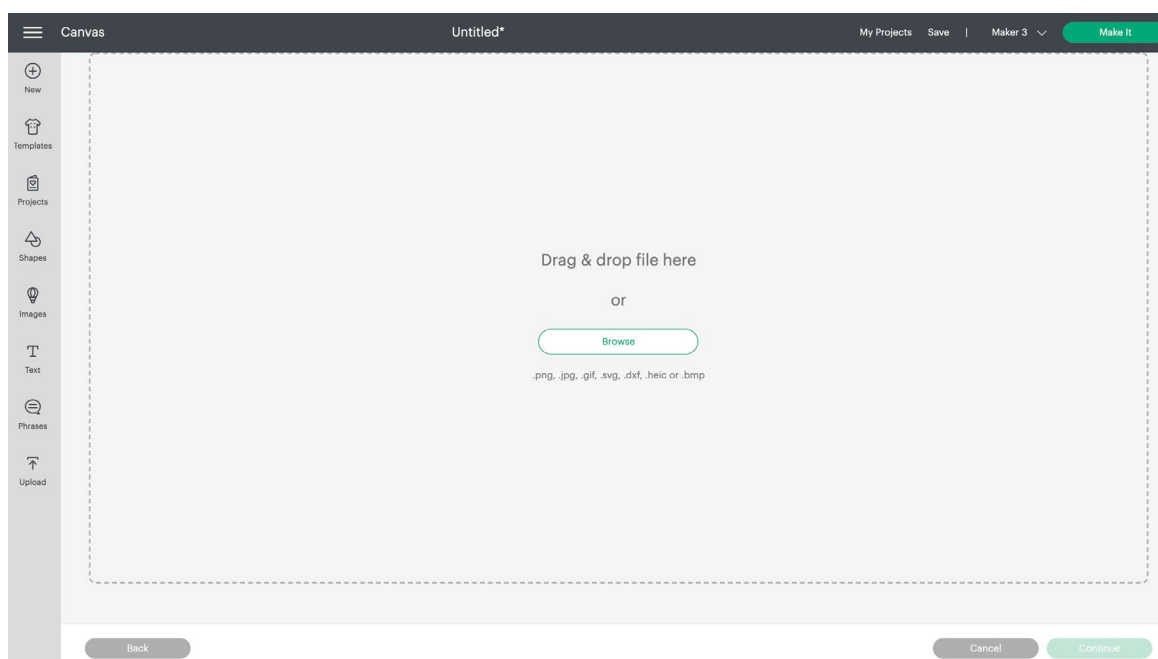 Canvas
Untitled*
My Projects Save | Maker 3 Make It
New
Templates
Projects
Shapes
Images
Text
Phrases
Upload
Drag & drop file here
or
Browse
.png, .jpg, .gif, .svg, .dxf, .heic or .bmp
Back
Cancel
Continue